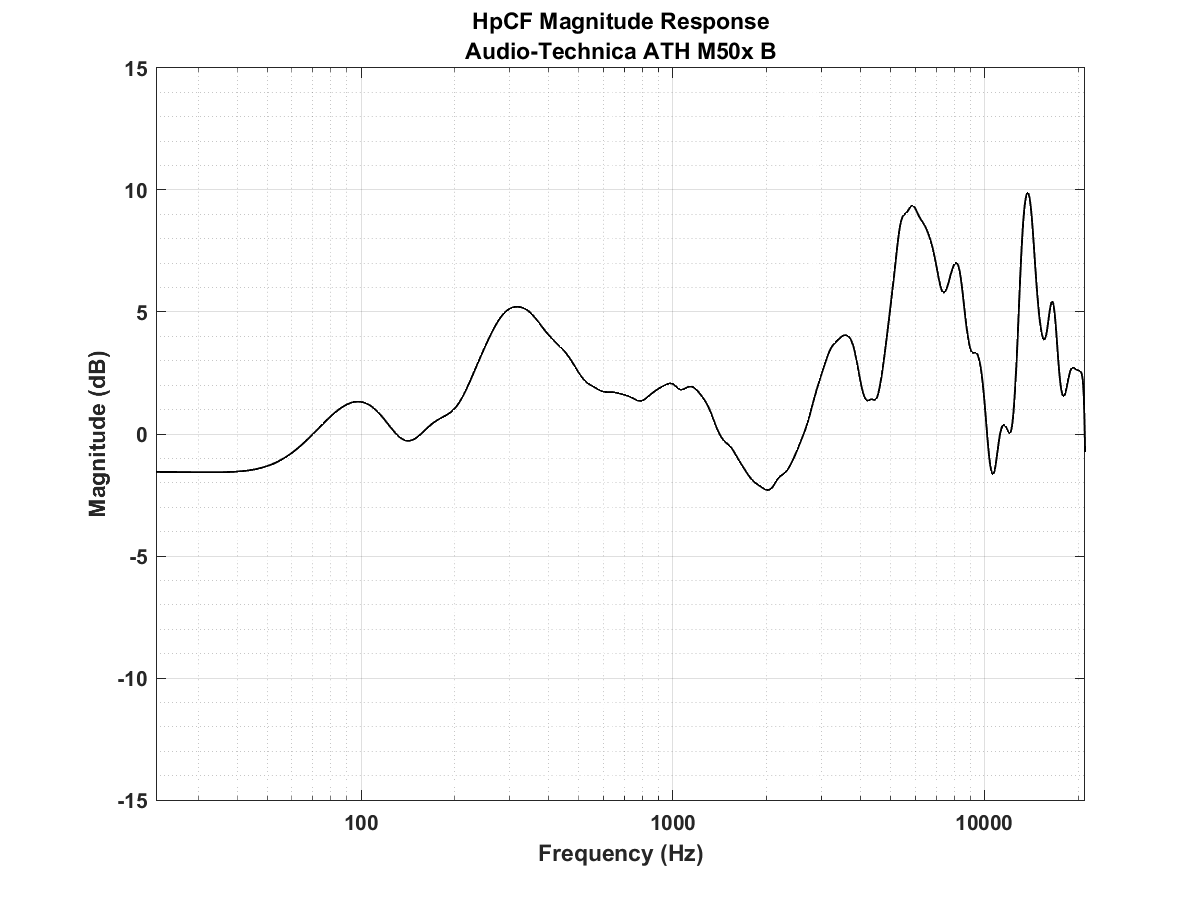 HpCF Magnitude Response
Audio-Technica ATH M50x B
15
10
5
0
-5
-10
-15
Magnitude (dB)
100 1000 10000
Frequency (Hz)